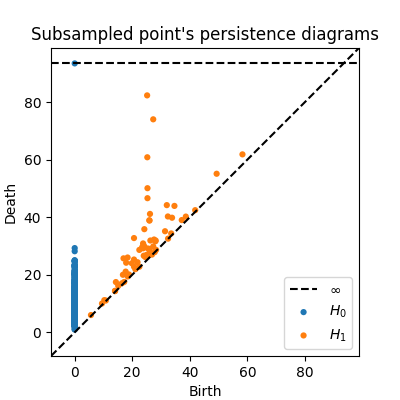 Subsampled point's persistence diagrams
Death
80
60
40
20
0
0 20 40 60 80
Birth
∞
H₀
H₁